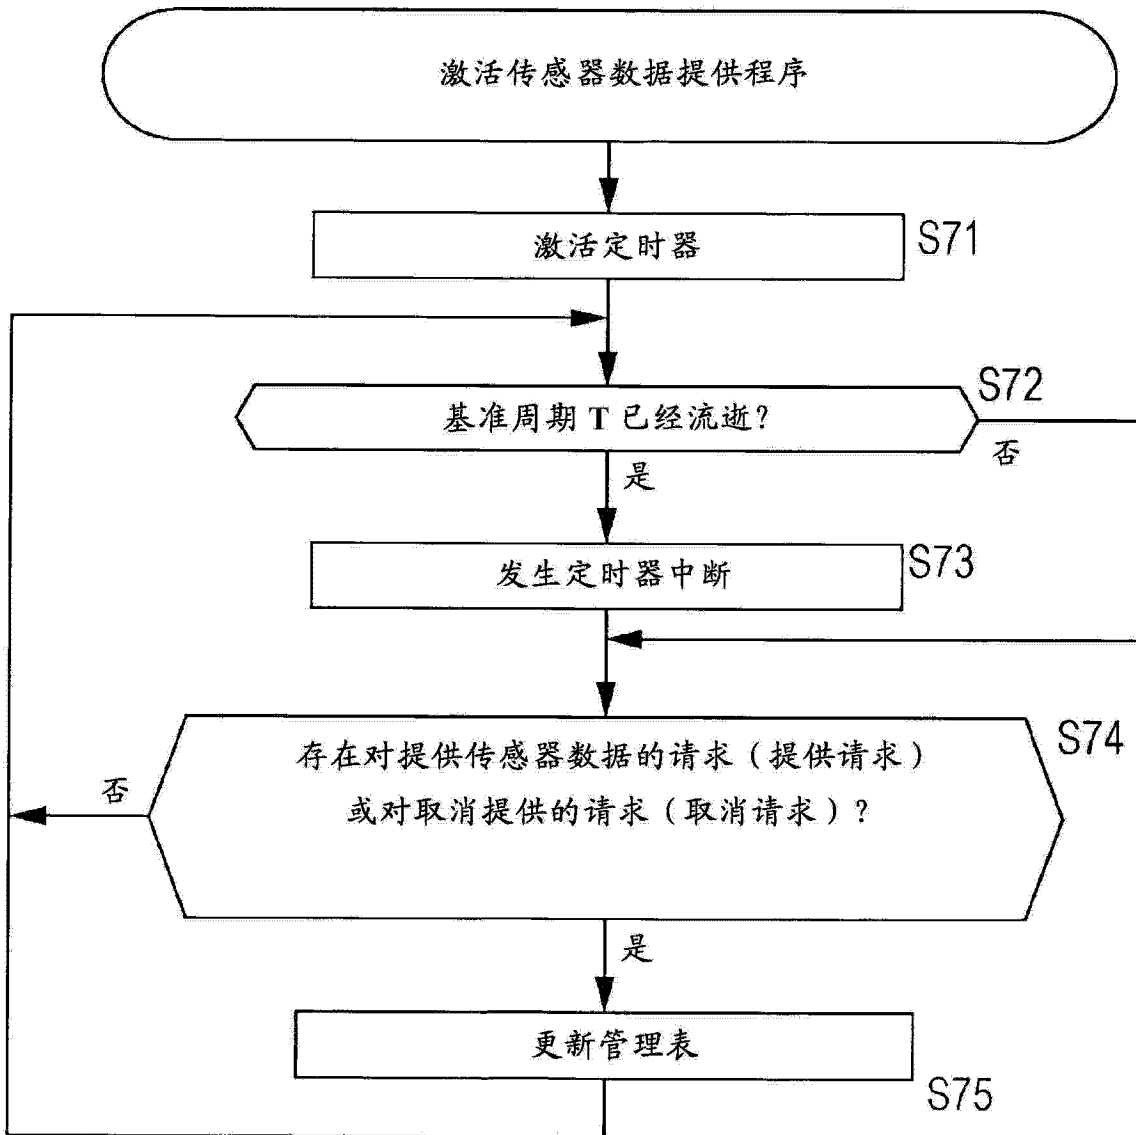 激活传感器数据提供程序
激活定时器
S71
基准周期 T 已经流逝?
S72
否
是
发生定时器中断
S73
存在对提供传感器数据的请求(提供请求)
或对取消提供的请求(取消请求)?
S74
否
是
更新管理表
S75